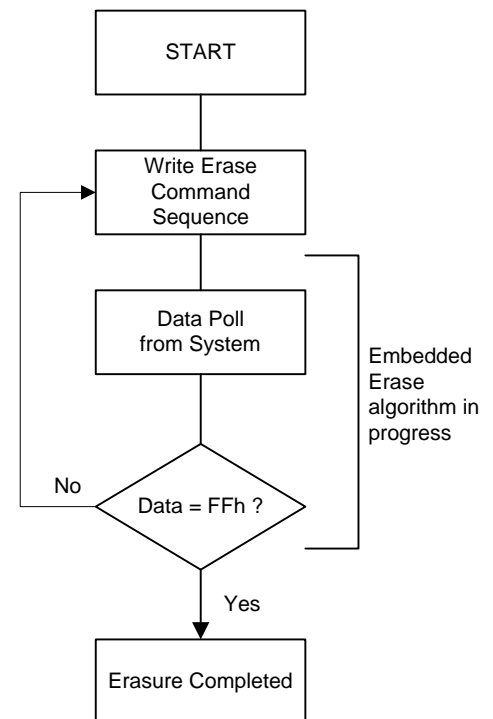 START
Write Erase
Command
Sequence
Data Poll
from System
Embedded
Erase
algorithm in
progress
No
Data = FFh ?
Yes
Erasure Completed